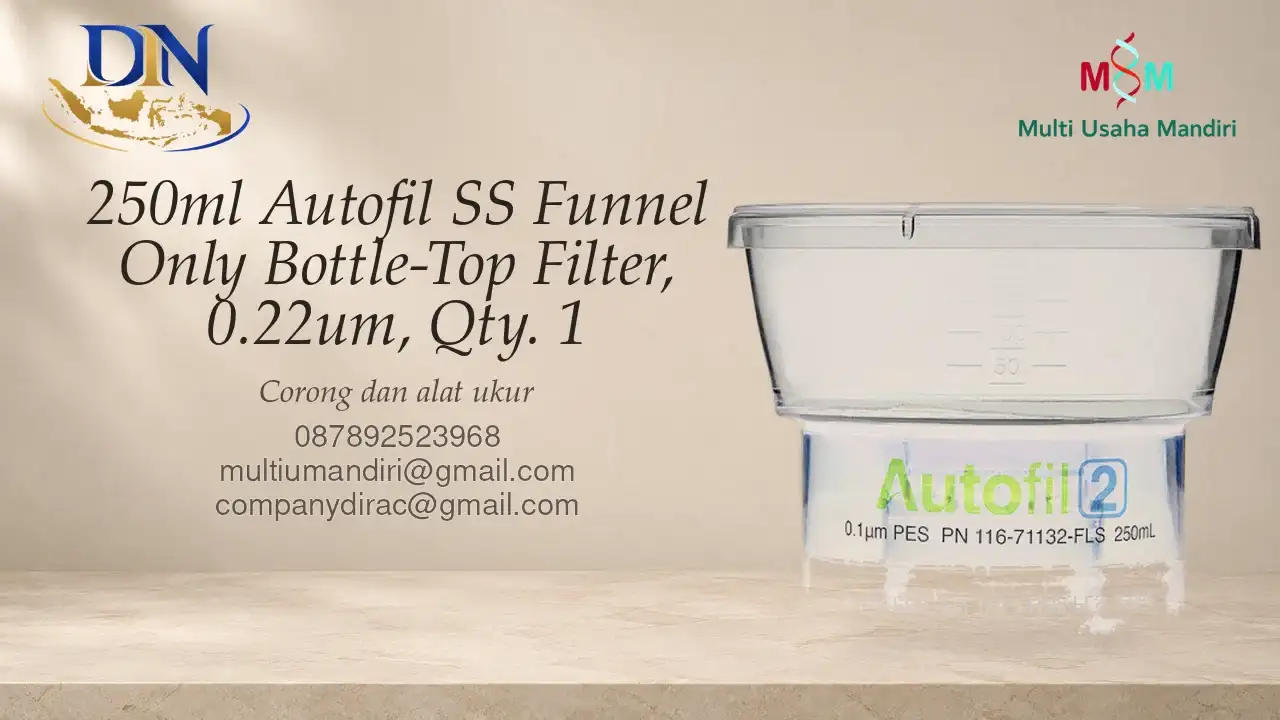 DN
M M
Multi Usaha Mandiri
250ml Autofil SS Funnel
Only Bottle-Top Filter,
0.22um, Qty. 1
Corong dan alat ukur
087892523968
multiumandiri@gmail.com
companydirac@gmail.com
50
Autofil 2
0.1µm PES PN 116-71132-FLS 250mL